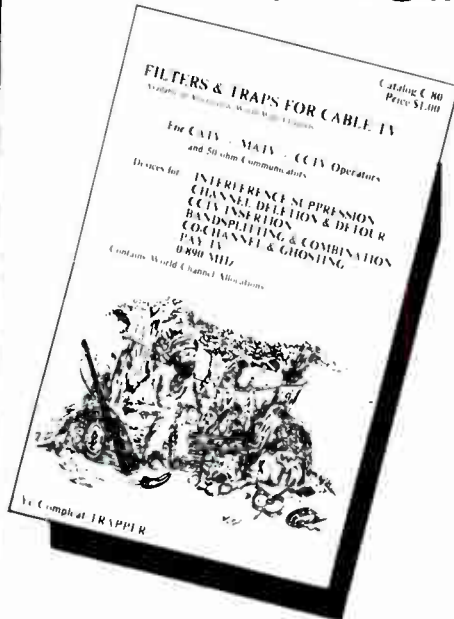 Catalog C 80
Price $1.00
FILTERS & TRAPS FOR CABLE TV
For CATV - MATV - CCTV Operators
and 50 ohm Communicators
Devices for
INTERFERENCE SUPPRESSION
CHANNEL DELETION & DETOUR
CCTV INSERTION
BANDSPLITTING & COMBINATION
CO-CHANNEL & GHOSTING
PAY TV
0-890 MHz
Contains World Channel Allocations
Ye Compleat TRAPPER